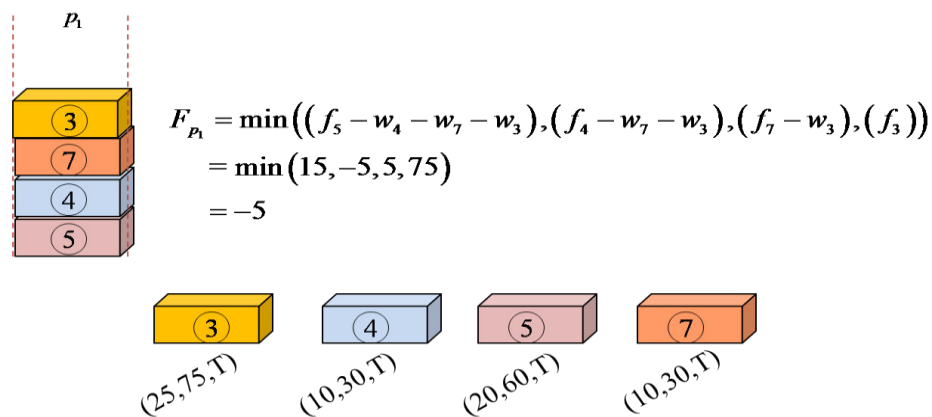 p₁
3
7
4
5
F_{p₁} = min((f₅ − w₄ − w₇ − w₃),(f₄ − w₇ − w₃),(f₇ − w₃),(f₃))
= min(15,−5,5,75)
= −5
3 4 5 7
(25,75,T) (10,30,T) (20,60,T) (10,30,T)